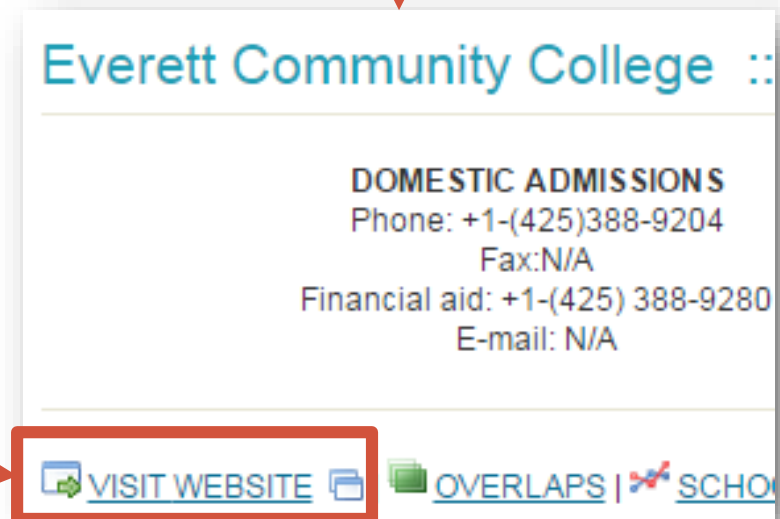 Everett Community College ::
DOMESTIC ADMISSIONS
Phone: +1-(425)388-9204
Fax:N/A
Financial aid: +1-(425) 388-9280
E-mail: N/A
VISIT WEBSITE OVERLAPS | SCHO